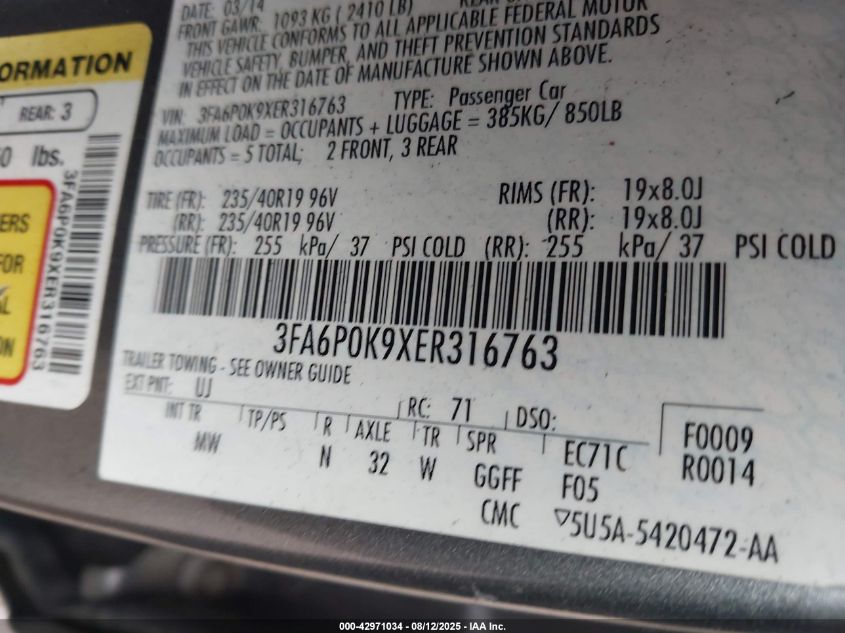 DATE: 03/14
FRONT GAWR: 1093 KG ( 2410 LB)
THIS VEHICLE CONFORMS TO ALL APPLICABLE FEDERAL MOTOR
VEHICLE SAFETY, BUMPER, AND THEFT PREVENTION STANDARDS
IN EFFECT ON THE DATE OF MANUFACTURE SHOWN ABOVE.
VIN: 3FA6P0K9XER316763 TYPE: Passenger Car
MAXIMUM LOAD = OCCUPANTS + LUGGAGE = 385KG/ 850LB
OCCUPANTS = 5 TOTAL; 2 FRONT, 3 REAR
TIRE (FR): 235/40R19 96V RIMS (FR): 19x8.0J
(RR): 235/40R19 96V (RR): 19x8.0J
PRESSURE (FR): 255 kPa/ 37 PSI COLD (RR): 255 kPa/ 37 PSI COLD
3FA6P0K9XER316763
TRAILER TOWING - SEE OWNER GUIDE
EXT PNT: UJ RC: 71 DSO:
INT TR TP/PS R AXLE TR SPR EC71C F0009
MW N 32 W GGFF F05 R0014
CMC ▽5U5A-5420472-AA
ORMATION
REAR: 3
0 lbs.
ERS
FOR
AL
ON
3FA6P0K9XER316763
000-42971034 - 08/12/2025 - IAA Inc.